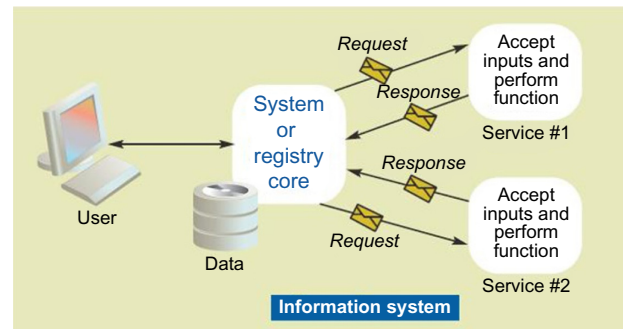 Request
Accept
inputs and
perform
function
Service #1
Response
System
or
registry
core
Response
Accept
inputs and
perform
function
Service #2
Request
User
Data
Information system